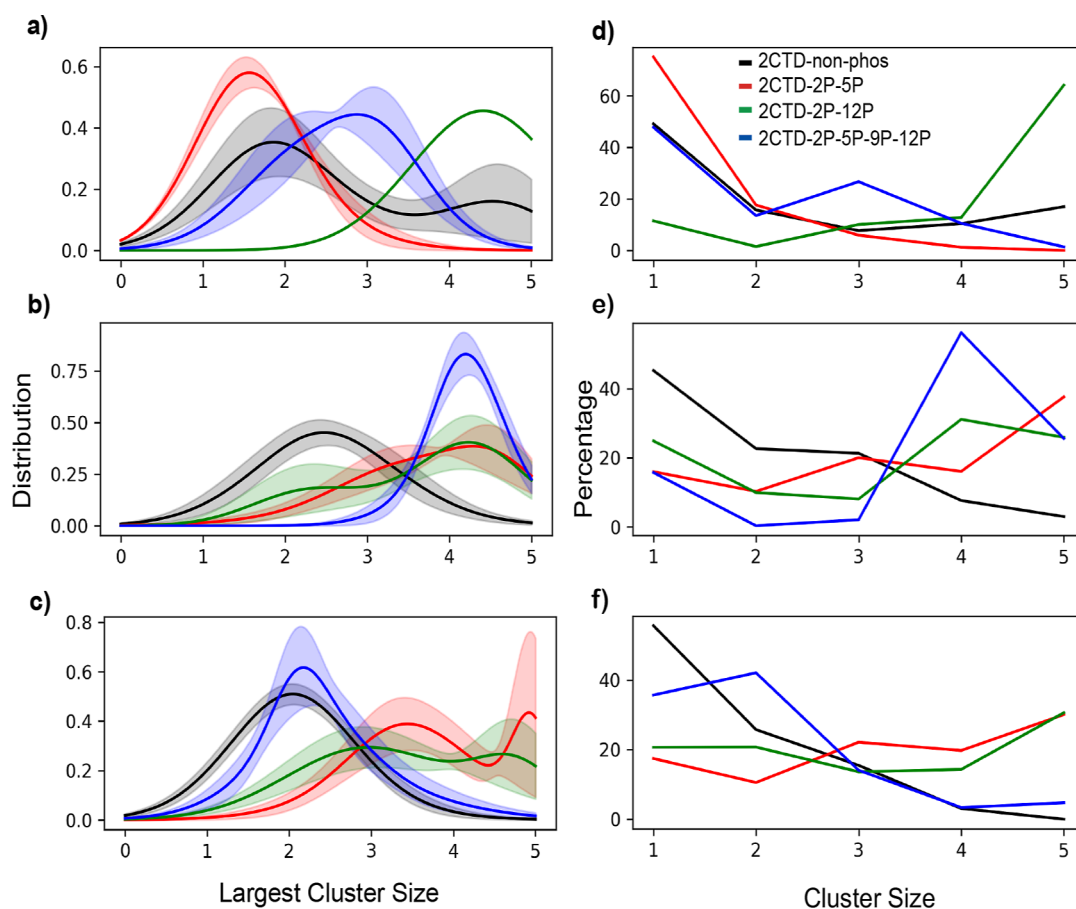 a)
0.6
0.4
0.2
0.0
0 1 2 3 4 5
d)
60
40
20
0
1 2 3 4 5
2CTD-non-phos
2CTD-2P-5P
2CTD-2P-12P
2CTD-2P-5P-9P-12P
b)
0.75
0.50
0.25
0.00
0 1 2 3 4 5
Distribution
e)
40
20
0
1 2 3 4 5
Percentage
c)
0.8
0.6
0.4
0.2
0.0
0 1 2 3 4 5
Largest Cluster Size
f)
40
20
0
1 2 3 4 5
Cluster Size